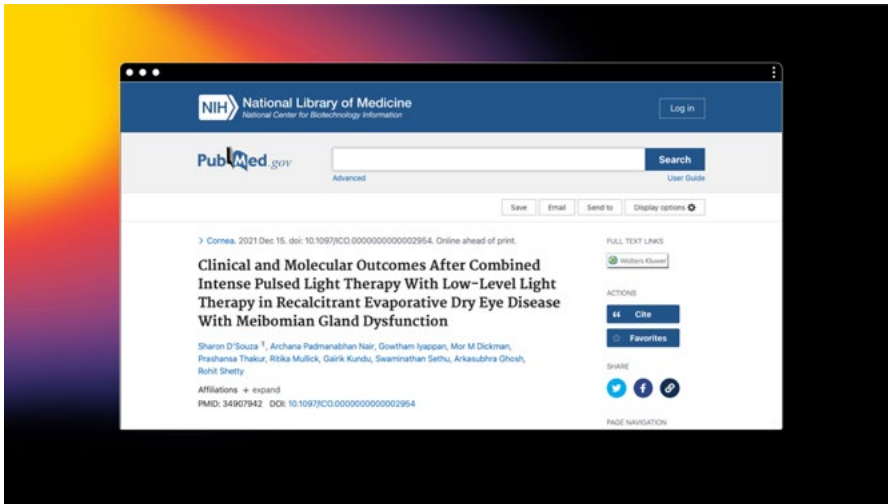 NIH National Library of Medicine
National Center for Biotechnology Information
Log in
PubMed.gov
Search
Advanced
User Guide
Save
Email
Send to
Display options
Cornea. 2021 Dec 15. doi: 10.1097/ICO.0000000000002954. Online ahead of print.
Clinical and Molecular Outcomes After Combined
Intense Pulsed Light Therapy With Low-Level Light
Therapy in Recalcitrant Evaporative Dry Eye Disease
With Meibomian Gland Dysfunction
Sharon D'Souza 1, Archana Padmanabhan Nair, Gowtham Iyappan, Mor M Dickman,
Prashansa Thakur, Ritika Mullick, Gairik Kundu, Swaminathan Sethu, Arkasubhra Ghosh,
Rohit Shetty
Affiliations + expand
PMID: 34907942 DOI: 10.1097/ICO.0000000000002954
FULL TEXT LINKS
Wolters Kluwer
ACTIONS
Cite
Favorites
SHARE
PAGE NAVIGATION